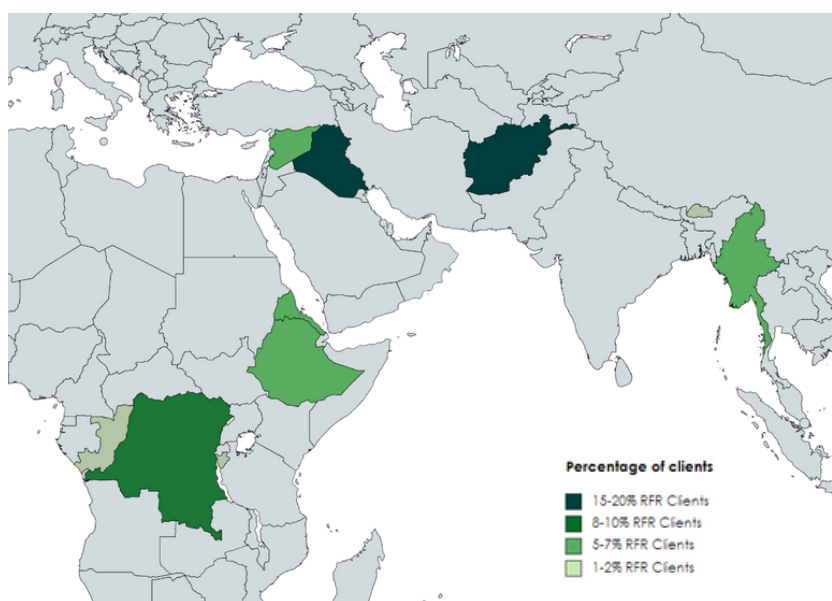 Percentage of clients
15-20% RFR Clients
8-10% RFR Clients
5-7% RFR Clients
1-2% RFR Clients